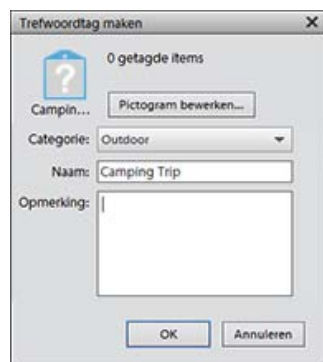 Trefwoordtag maken
0 getagde items
Campin...
Pictogram bewerken...
Categorie: Outdoor
Naam: Camping Trip
Opmerking:
OK
Annuleren